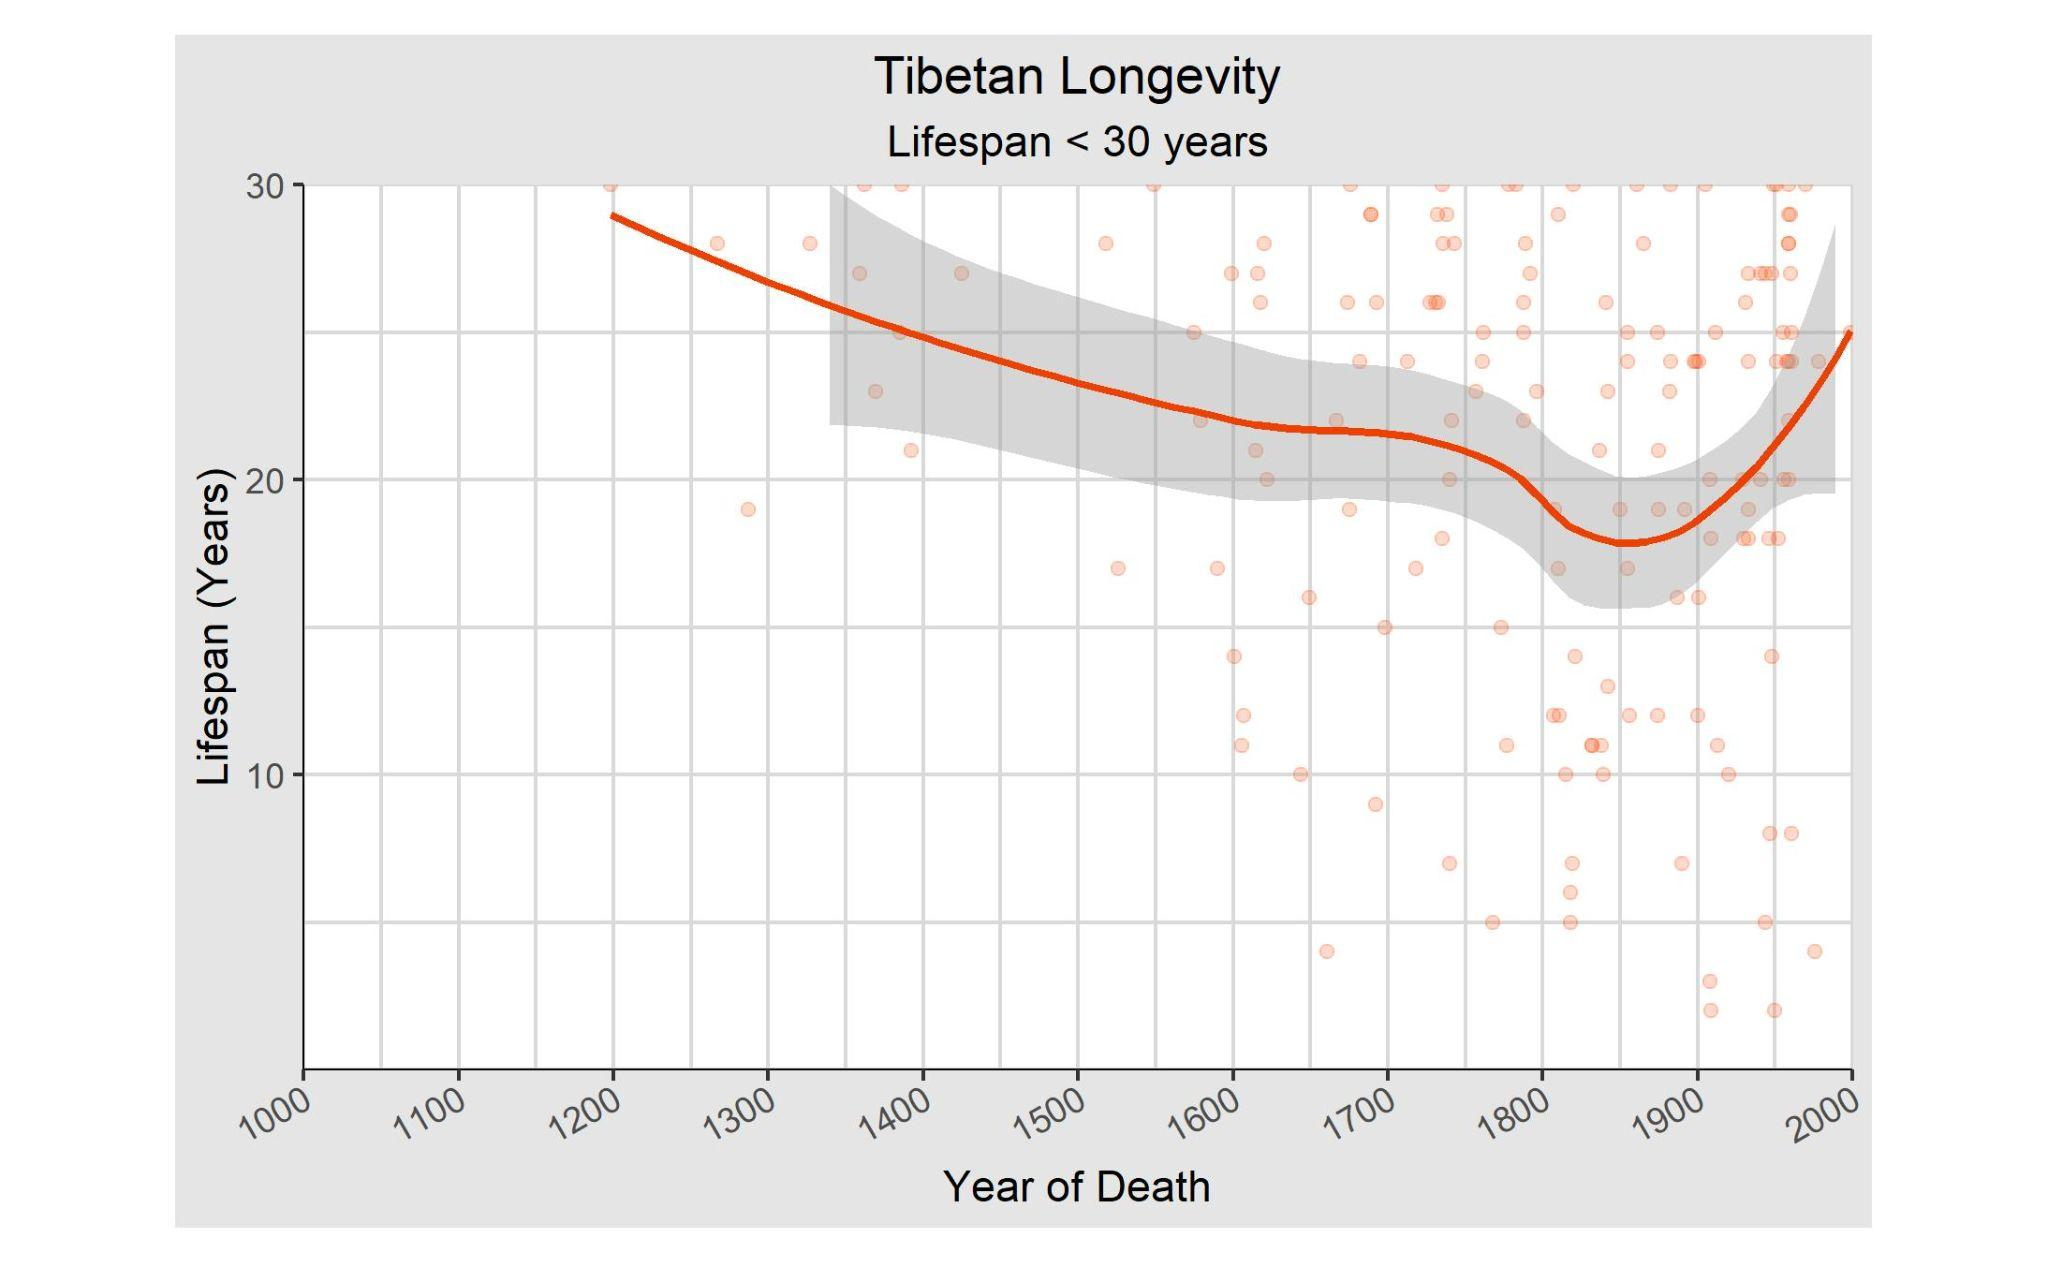 Tibetan Longevity
Lifespan < 30 years
Lifespan (Years)
30
20
10
1000 1100 1200 1300 1400 1500 1600 1700 1800 1900 2000
Year of Death